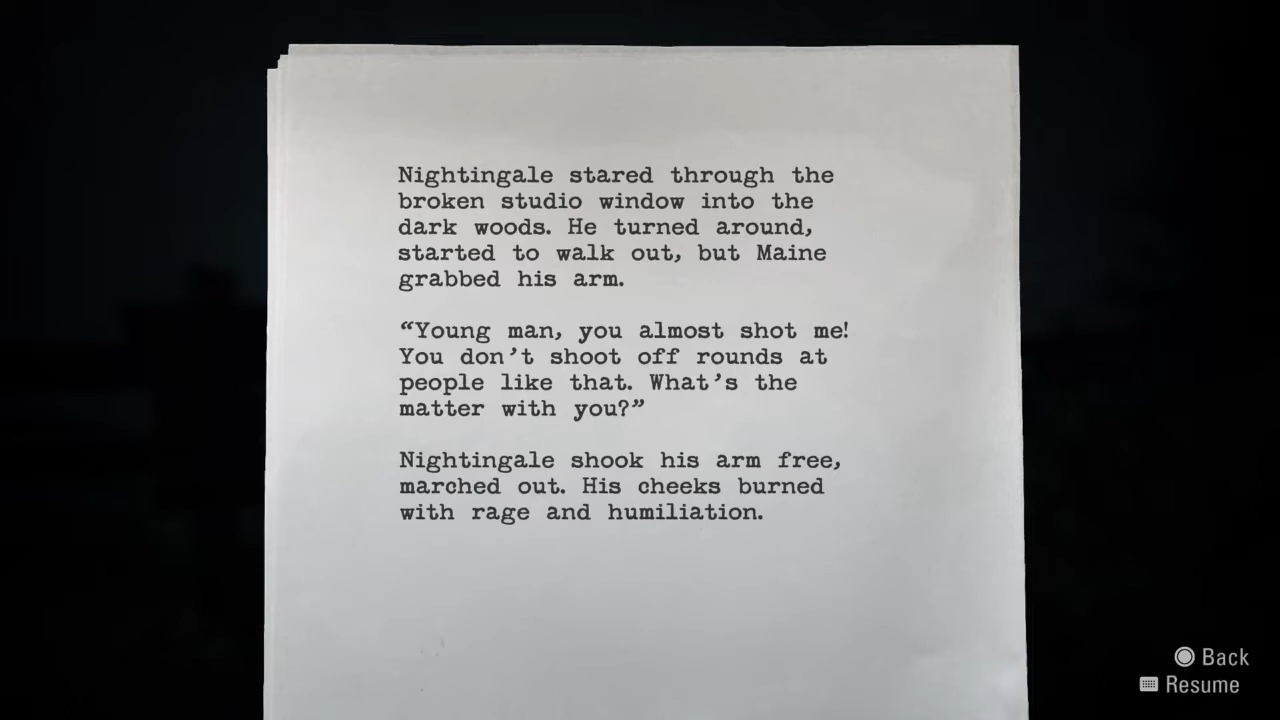 Nightingale stared through the
broken studio window into the
dark woods. He turned around,
started to walk out, but Maine
grabbed his arm.
“Young man, you almost shot me!
You don’t shoot off rounds at
people like that. What’s the
matter with you?”
Nightingale shook his arm free,
marched out. His cheeks burned
with rage and humiliation.
Back
Resume